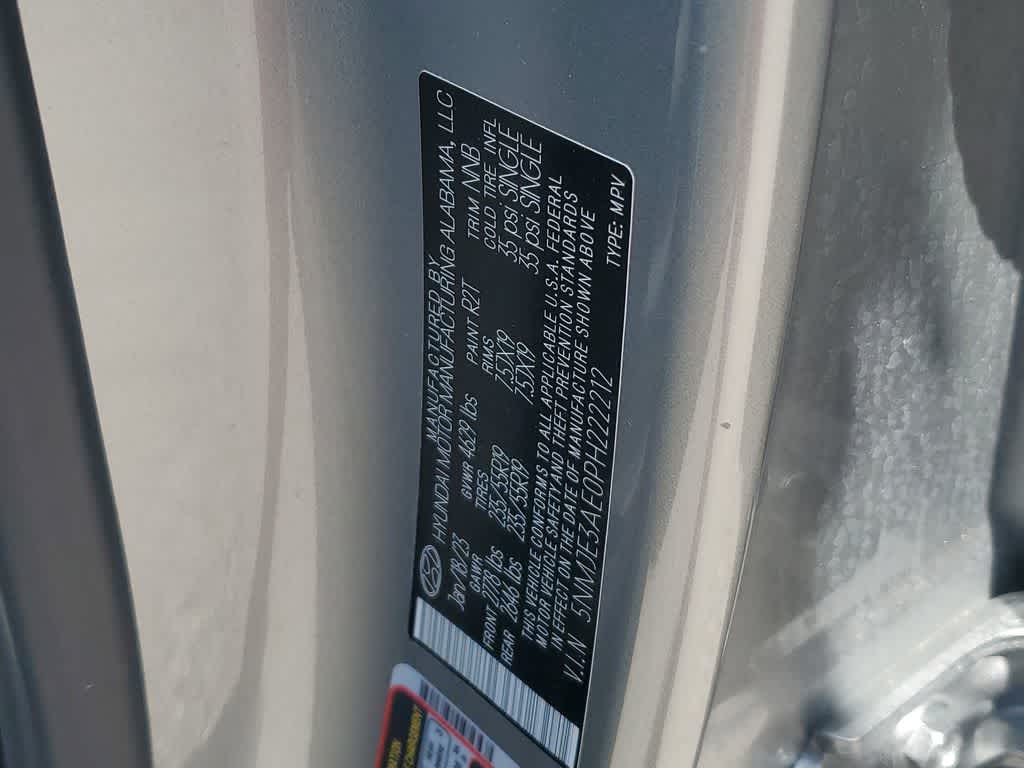 MANUFACTURED BY
HYUNDAI MOTOR MANUFACTURING ALABAMA, LLC
Jan/18/23 GVWR 4629 lbs PAINT R2T TRIM NNB
GAWR TIRES RIMS COLD TIRE INFL
FRONT 2778 lbs 235/45R19 7.5JX19 35 psi SINGLE
REAR 2646 lbs 235/45R19 7.5JX19 35 psi SINGLE
THIS VEHICLE CONFORMS TO ALL APPLICABLE U.S.A. FEDERAL
MOTOR VEHICLE SAFETY AND THEFT PREVENTION STANDARDS
IN EFFECT ON THE DATE OF MANUFACTURE SHOWN ABOVE
V.I.N 5NMJE3AE0PH222212 TYPE: MPV